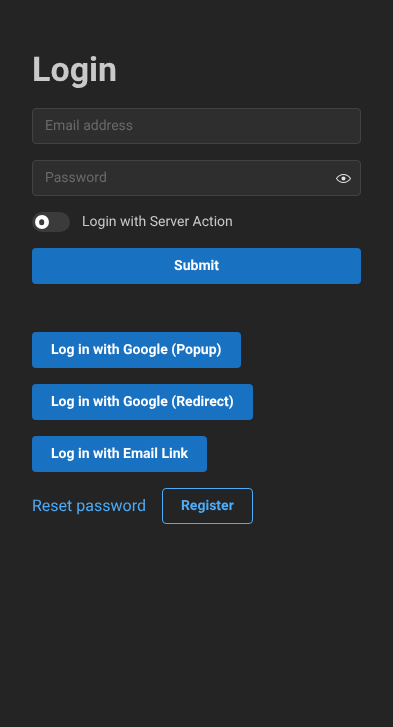 Login
Email address
Password
Login with Server Action
Submit
Log in with Google (Popup)
Log in with Google (Redirect)
Log in with Email Link
Reset password Register